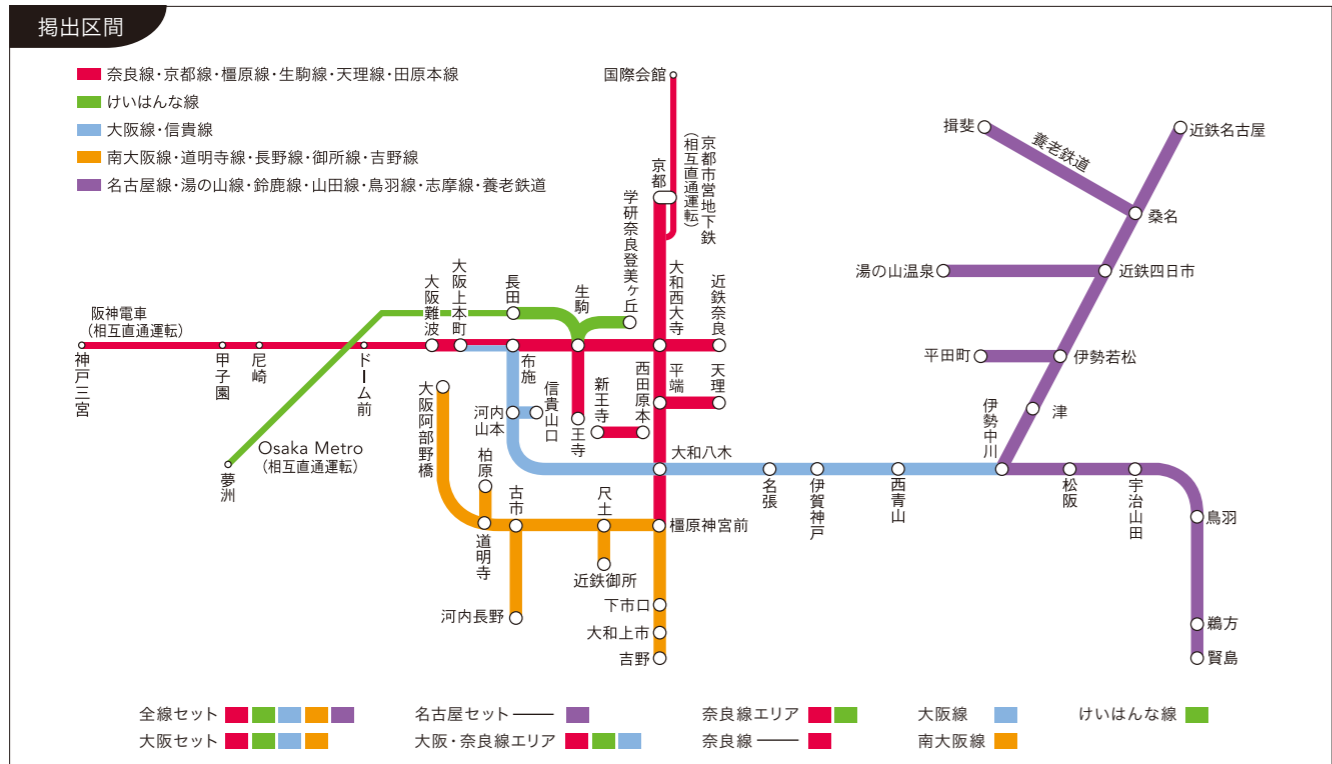 掲出区間
奈良線・京都線・橿原線・生駒線・天理線・田原本線
けいはんな線
大阪線・信貴線
南大阪線・道明寺線・長野線・御所線・吉野線
名古屋線・湯の山線・鈴鹿線・山田線・鳥羽線・志摩線・養老鉄道
国際会館
京都市営地下鉄
（相互直通運転）
京都
学研奈良登美ヶ丘
大和西大寺
近鉄奈良
生駒
長田
大阪上本町
大阪難波
阪神電車
（相互直通運転）
神戸三宮
甲子園
尼崎
ドーム前
布施
Osaka Metro
（相互直通運転）
夢洲
大阪阿部野橋
河内
山本
信貴山口
王寺
新王寺
西田原本
平端
天理
柏原
道明寺
古市
尺土
大和八木
橿原神宮前
近鉄御所
河内長野
下市口
大和上市
吉野
名張
伊賀神戸
西青山
伊勢中川
揖斐
養老鉄道
近鉄名古屋
桑名
湯の山温泉
近鉄四日市
平田町
伊勢若松
津
松阪
宇治山田
鳥羽
鵜方
賢島
全線セット
大阪セット
名古屋セット
大阪・奈良線エリア
奈良線エリア
奈良線
大阪線
南大阪線
けいはんな線